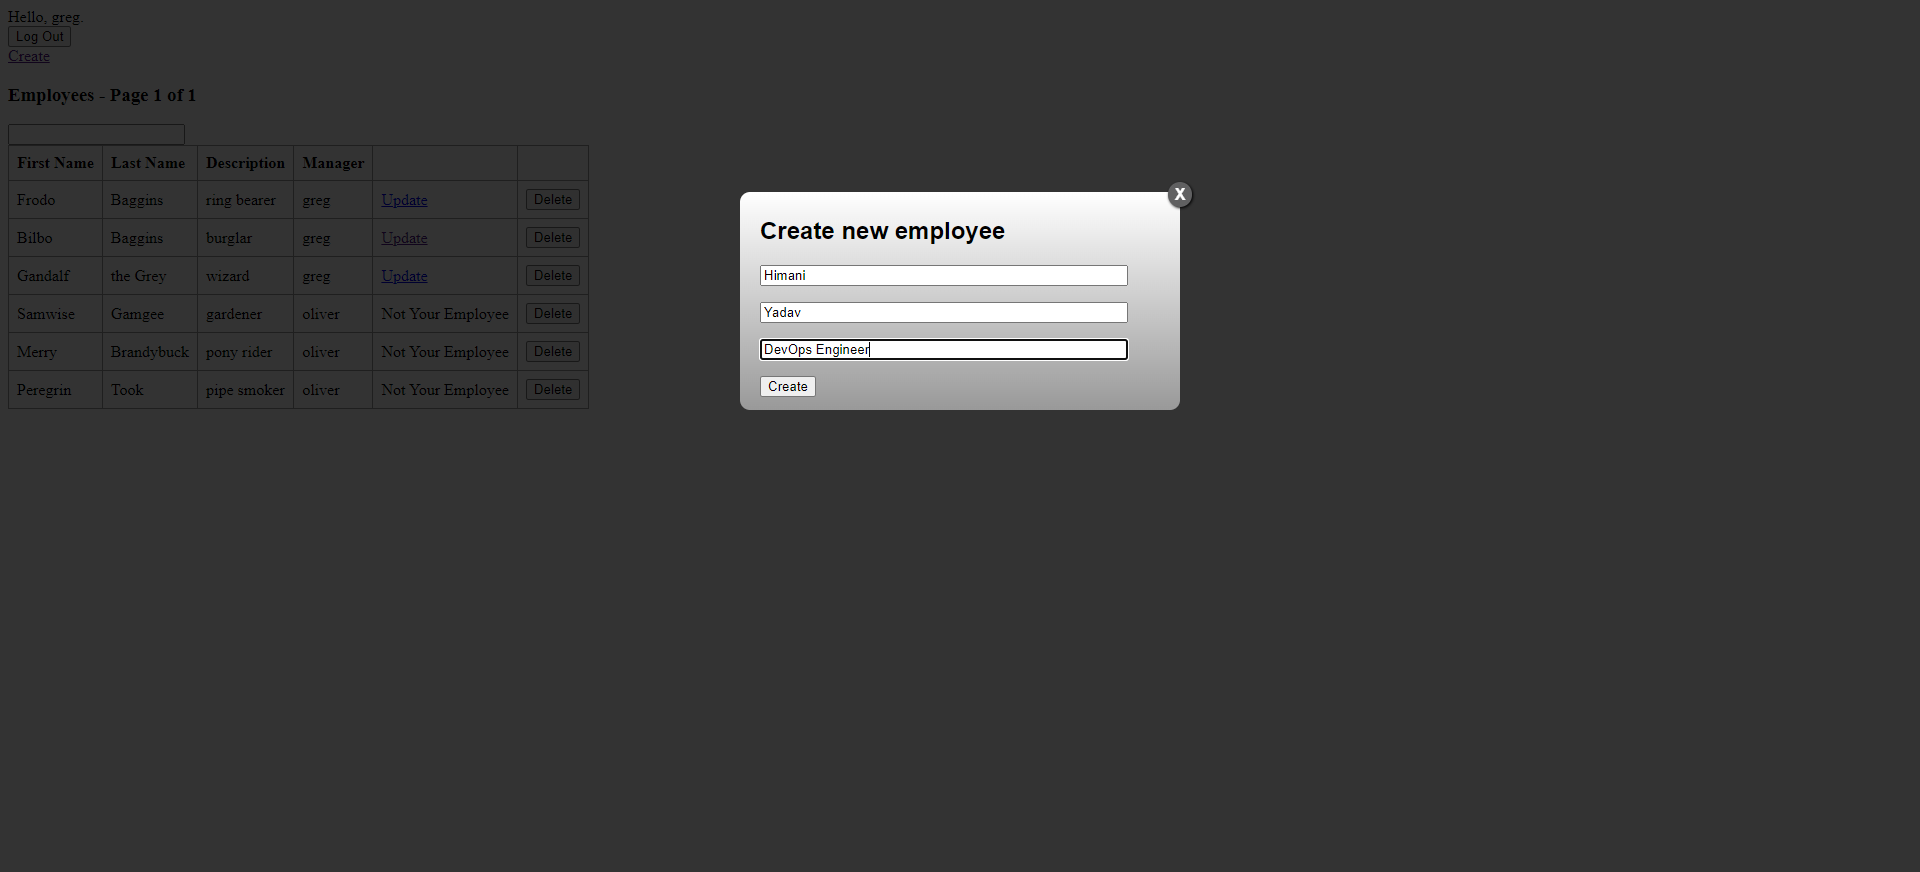 Hello, greg.
Log Out
Create
Employees - Page 1 of 1
First Name Last Name Description Manager
Frodo Baggins ring bearer greg Update Delete
Bilbo Baggins burglar greg Update Delete
Gandalf the Grey wizard greg Update Delete
Samwise Gamgee gardener oliver Not Your Employee Delete
Merry Brandybuck pony rider oliver Not Your Employee Delete
Peregrin Took pipe smoker oliver Not Your Employee Delete
X
Create new employee
Himani
Yadav
DevOps Engineer
Create